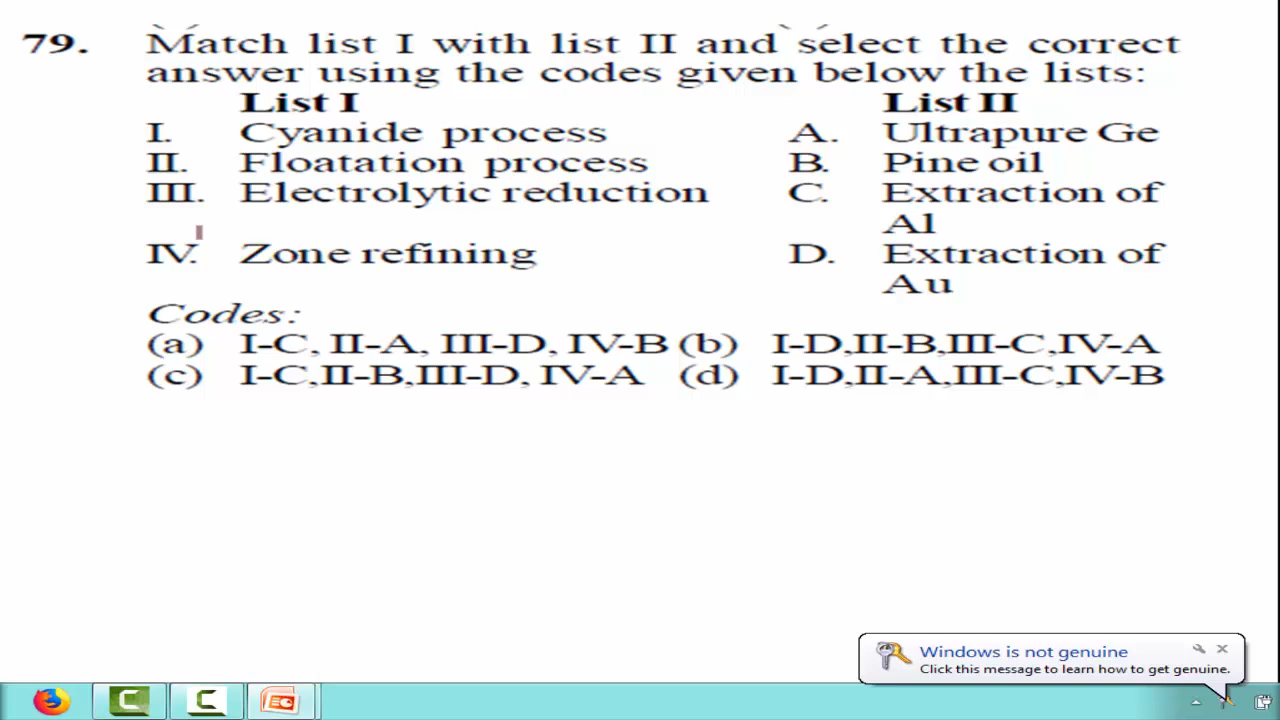 79. Match list I with list II and select the correct
answer using the codes given below the lists:
List I List II
I. Cyanide process A. Ultrapure Ge
II. Floatation process B. Pine oil
III. Electrolytic reduction C. Extraction of
Al
IV. Zone refining D. Extraction of
Au
Codes:
(a) I-C, II-A, III-D, IV-B (b) I-D,II-B,III-C,IV-A
(c) I-C,II-B,III-D, IV-A (d) I-D,II-A,III-C,IV-B
Windows is not genuine
Click this message to learn how to get genuine.